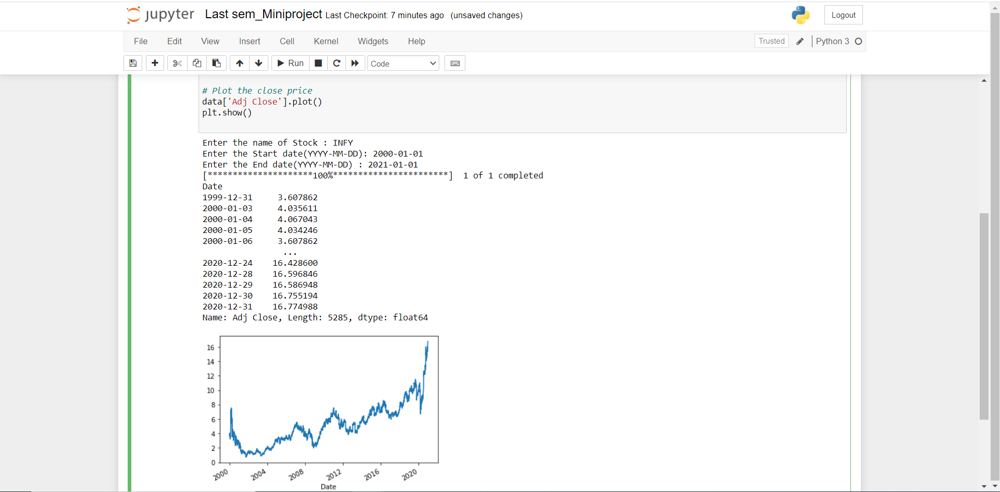 jupyter Last sem_Miniproject Last Checkpoint: 7 minutes ago (unsaved changes)
Logout
File Edit View Insert Cell Kernel Widgets Help
Trusted Python 3
Run Code
# Plot the close price
data['Adj Close'].plot()
plt.show()
Enter the name of Stock : INFY
Enter the Start date(YYYY-MM-DD): 2000-01-01
Enter the End date(YYYY-MM-DD) : 2021-01-01
[*********************100%***********************]  1 of 1 completed
Date
1999-12-31     3.607862
2000-01-03     4.035611
2000-01-04     4.067043
2000-01-05     4.034246
2000-01-06     3.607862
...
2020-12-24    16.428600
2020-12-28    16.596846
2020-12-29    16.586948
2020-12-30    16.755194
2020-12-31    16.774988
Name: Adj Close, Length: 5285, dtype: float64
16
14
12
10
8
6
4
2
0
2000 2004 2008 2012 2016 2020
Date